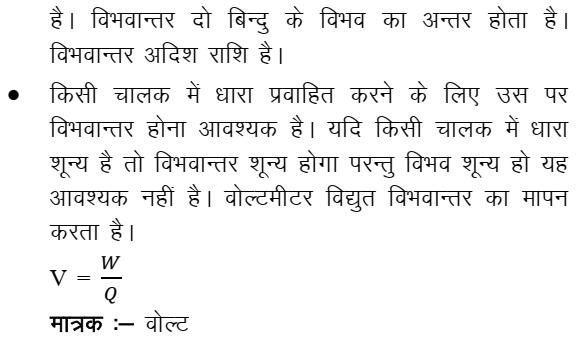 है। विभवान्तर दो बिन्दु के विभव का अन्तर होता है।
विभवान्तर अदिश राशि है।
● किसी चालक में धारा प्रवाहित करने के लिए उस पर
विभवान्तर होना आवश्यक है। यदि किसी चालक में धारा
शून्य है तो विभवान्तर शून्य होगा परन्तु विभव शून्य हो यह
आवश्यक नहीं है। वोल्टमीटर विद्युत विभवान्तर का मापन
करता है।
V = W/Q
मात्रक :– वोल्ट